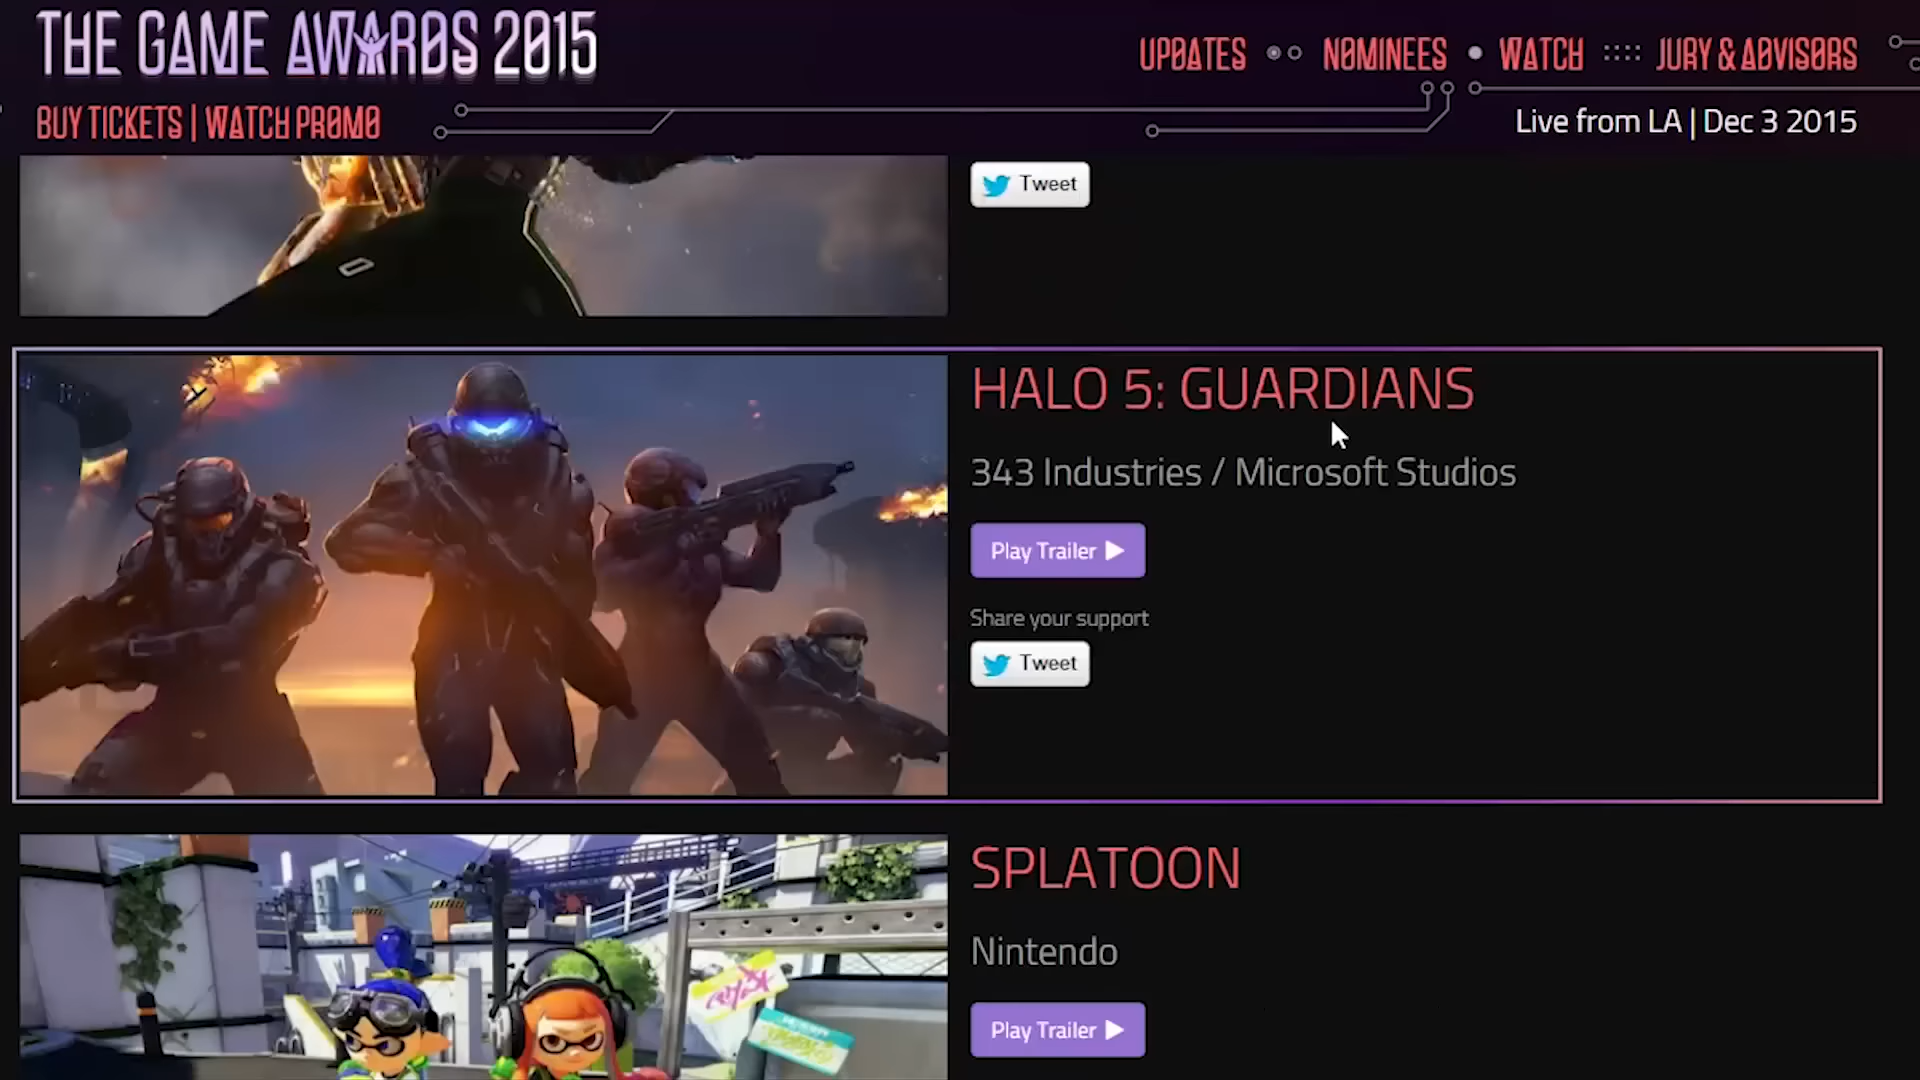 THE GAME AWARDS 2015
UPDATES NOMINEES WATCH JURY & ADVISORS
BUY TICKETS | WATCH PROMO
Live from LA | Dec 3 2015
Tweet
HALO 5: GUARDIANS
343 Industries / Microsoft Studios
Play Trailer
Share your support
Tweet
SPLATOON
Nintendo
Play Trailer